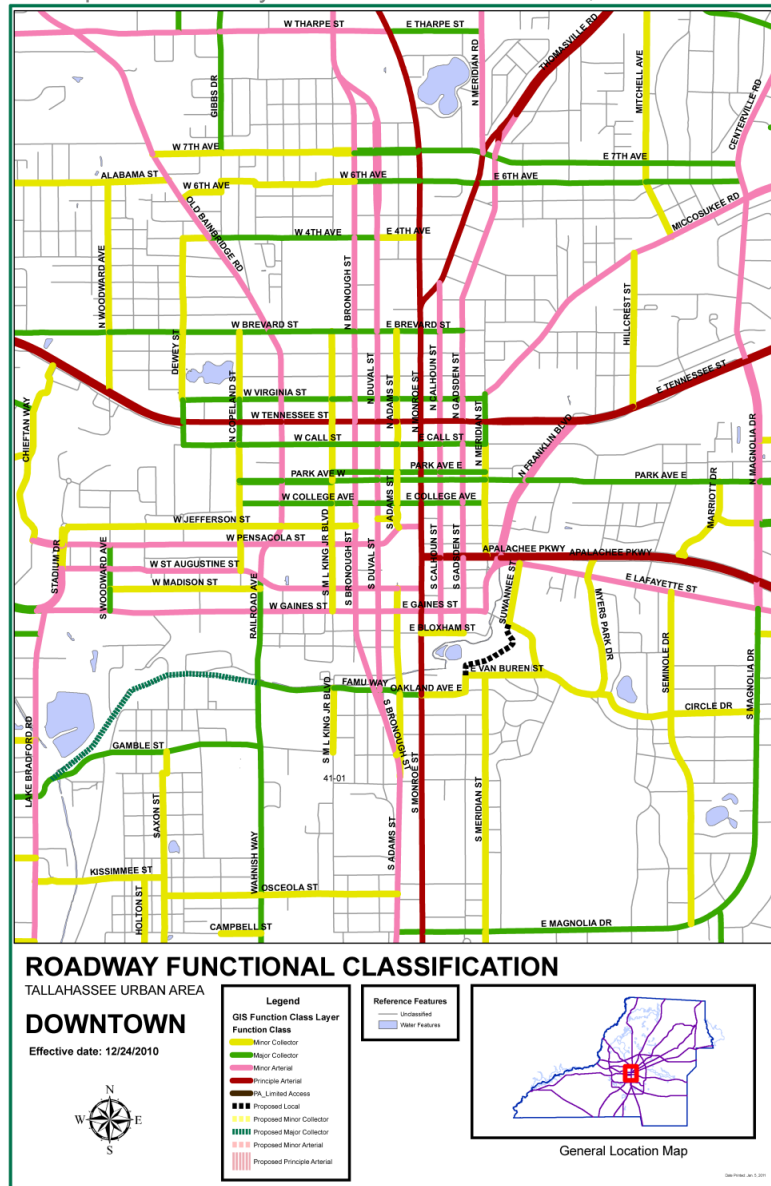 W THARPE ST
E THARPE ST
THOMASVILLE RD
GIBBS DR
N MERIDIAN RD
MITCHELL AVE
CENTERVILLE RD
W 7TH AVE
E 7TH AVE
ALABAMA ST
W 6TH AVE
W 6TH AVE
E 6TH AVE
OLD BAINBRIDGE RD
MICCOSUKEE RD
W 4TH AVE
E 4TH AVE
N WOODWARD AVE
N BRONOUGH ST
HILLCREST ST
W BREVARD ST
E BREVARD ST
DEWEY ST
N COPELAND ST
N DUVAL ST
N ADAMS ST
N MONROE ST
N CALHOUN ST
N GADSDEN ST
E TENNESSEE ST
W VIRGINIA ST
W TENNESSEE ST
N MERIDIAN ST
CHIEFTAN WAY
W CALL ST
E CALL ST
N FRANKLIN BLVD
N MAGNOLIA DR
PARK AVE W
PARK AVE E
PARK AVE E
W COLLEGE AVE
E COLLEGE AVE
MARRIOTT DR
W JEFFERSON ST
S ADAMS ST
S M L KING JR BLVD
W PENSACOLA ST
STADIUM DR
S WOODWARD AVE
S BRONOUGH ST
S DUVAL ST
S CALHOUN ST
S GADSDEN ST
APALACHEE PKWY
APALACHEE PKWY
W ST AUGUSTINE ST
E LAFAYETTE ST
W MADISON ST
SUWANNEE ST
MYERS PARK DR
RAILROAD AVE
W GAINES ST
E GAINES ST
E BLOXHAM ST
SEMINOLE DR
S MAGNOLIA DR
E VAN BUREN ST
FAMU WAY
OAKLAND AVE E
CIRCLE DR
LAKE BRADFORD RD
S M L KING JR BLVD
S BRONOUGH ST
GAMBLE ST
41-01
S MONROE ST
S MERIDIAN ST
SAXON ST
WAHNISH WAY
S ADAMS ST
KISSIMMEE ST
HOLTON ST
OSCEOLA ST
CAMPBELL ST
E MAGNOLIA DR
ROADWAY FUNCTIONAL CLASSIFICATION
TALLAHASSEE URBAN AREA
DOWNTOWN
Effective date: 12/24/2010
N
W
E
S
Legend
GIS Function Class Layer
Function Class
Minor Collector
Major Collector
Minor Arterial
Principle Arterial
PA_Limited Access
Proposed Local
Proposed Minor Collector
Proposed Major Collector
Proposed Minor Arterial
Proposed Principle Arterial
Reference Features
Unclassified
Water Features
General Location Map
Date Printed: Jan. 3, 2011